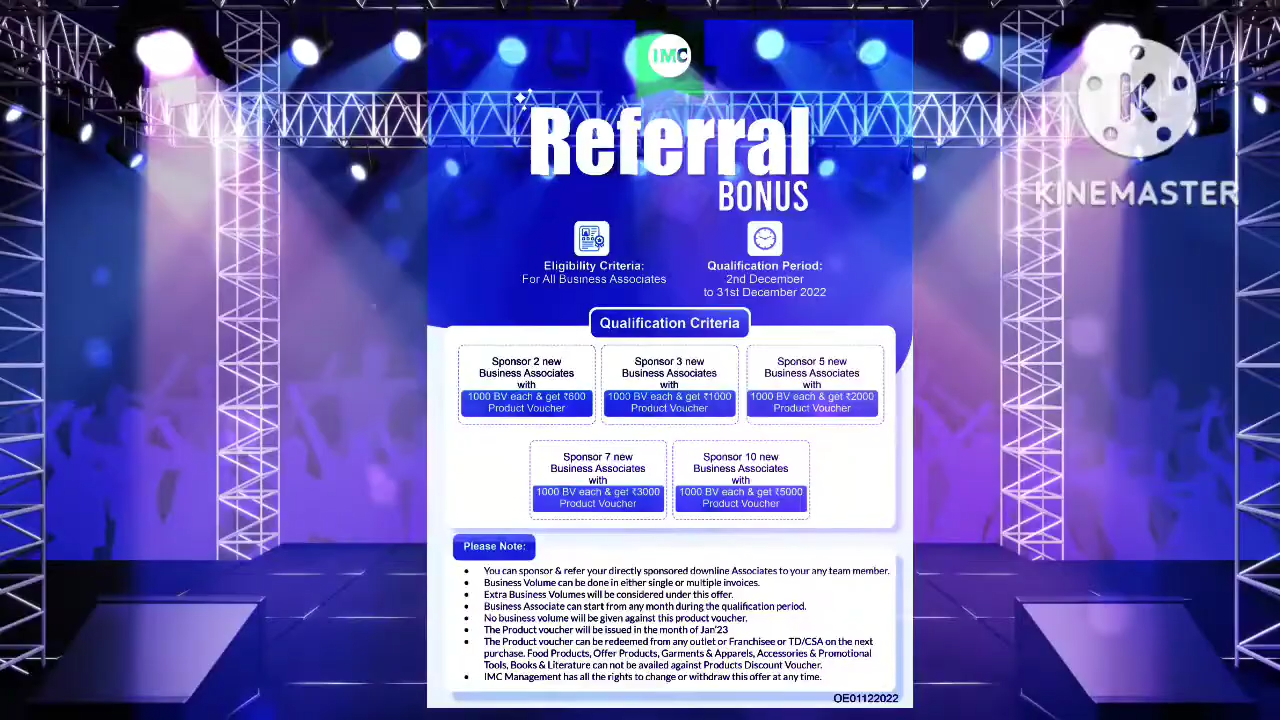 IMC
Referral
BONUS
KINEMASTER
Eligibility Criteria:
For All Business Associates
Qualification Period:
2nd December
to 31st December 2022
Qualification Criteria
Sponsor 2 new
Business Associates
with
1000 BV each & get ₹600
Product Voucher
Sponsor 3 new
Business Associates
with
1000 BV each & get ₹1000
Product Voucher
Sponsor 5 new
Business Associates
with
1000 BV each & get ₹2000
Product Voucher
Sponsor 7 new
Business Associates
with
1000 BV each & get ₹3000
Product Voucher
Sponsor 10 new
Business Associates
with
1000 BV each & get ₹5000
Product Voucher
Please Note:
• You can sponsor & refer your directly sponsored downline Associates to your any team member.
• Business Volume can be done in either single or multiple invoices.
• Extra Business Volumes will be considered under this offer.
• Business Associate can start from any month during the qualification period.
• No business volume will be given against this product voucher.
• The Product voucher will be issued in the month of Jan'23
• The Product voucher can be redeemed from any outlet or Franchisee or TD/CSA on the next
purchase. Food Products, Offer Products, Garments & Apparels, Accessories & Promotional
Tools, Books & Literature can not be availed against Products Discount Voucher.
• IMC Management has all the rights to change or withdraw this offer at any time.
OE01122022